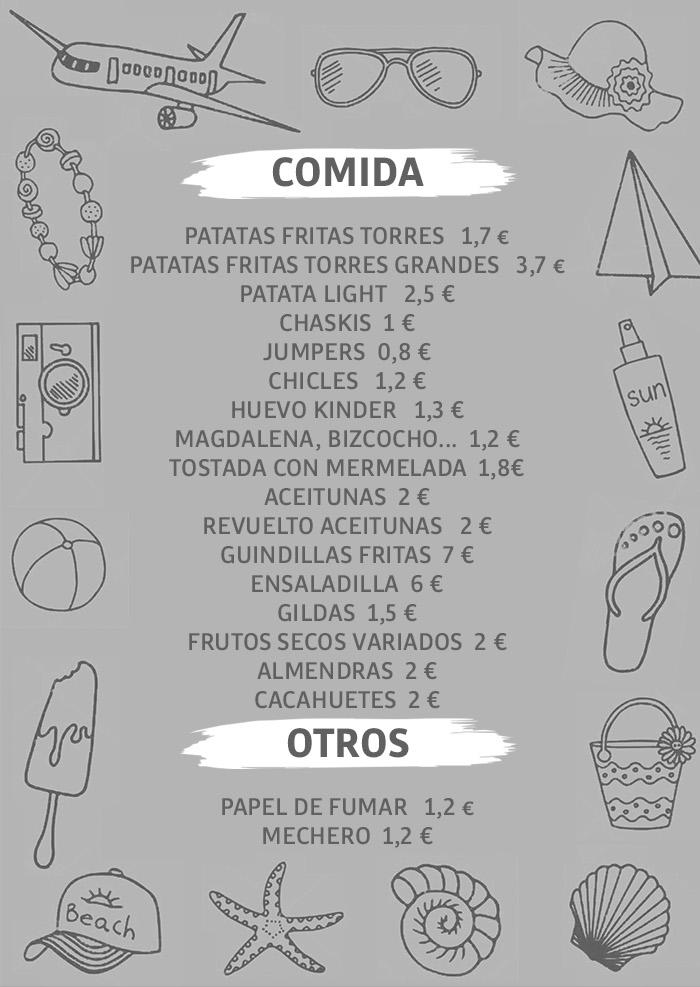 COMIDA
PATATAS FRITAS TORRES 1,7 €
PATATAS FRITAS TORRES GRANDES 3,7 €
PATATA LIGHT 2,5 €
CHASKIS 1 €
JUMPERS 0,8 €
CHICLES 1,2 €
HUEVO KINDER 1,3 €
MAGDALENA, BIZCOCHO... 1,2 €
TOSTADA CON MERMELADA 1,8€
ACEITUNAS 2 €
REVUELTO ACEITUNAS 2 €
GUINDILLAS FRITAS 7 €
ENSALADILLA 6 €
GILDAS 1,5 €
FRUTOS SECOS VARIADOS 2 €
ALMENDRAS 2 €
CACAHUETES 2 €
OTROS
PAPEL DE FUMAR 1,2 €
MECHERO 1,2 €
sun
Beach